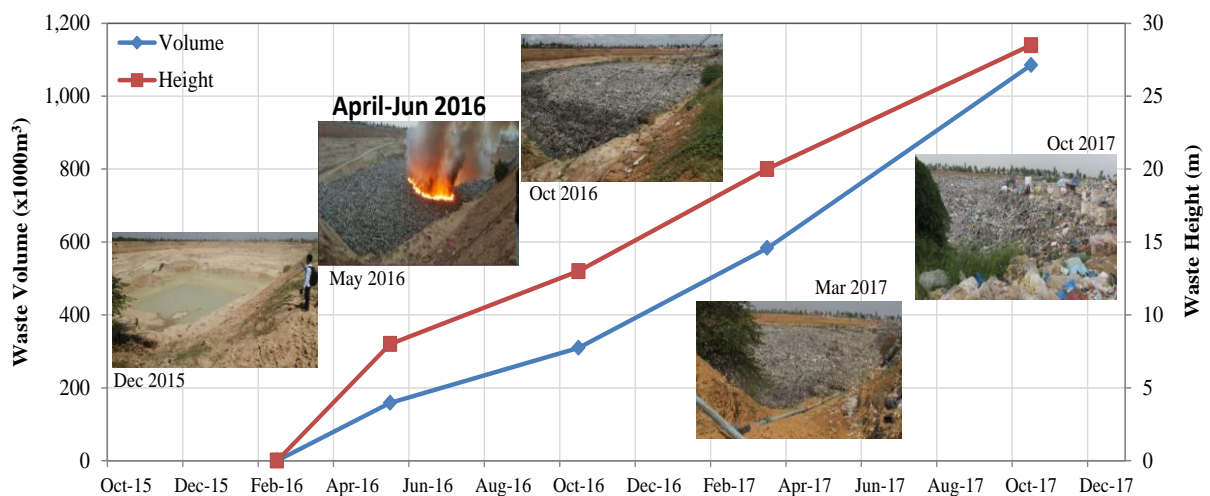 1,200
1,000
800
600
400
200
0
Waste Volume (x1000m³)
Volume
Height
April-Jun 2016
Dec 2015
May 2016
Oct 2016
Mar 2017
Oct 2017
30
25
20
15
10
5
0
Waste Height (m)
Oct-15 Dec-15 Feb-16 Apr-16 Jun-16 Aug-16 Oct-16 Dec-16 Feb-17 Apr-17 Jun-17 Aug-17 Oct-17 Dec-17